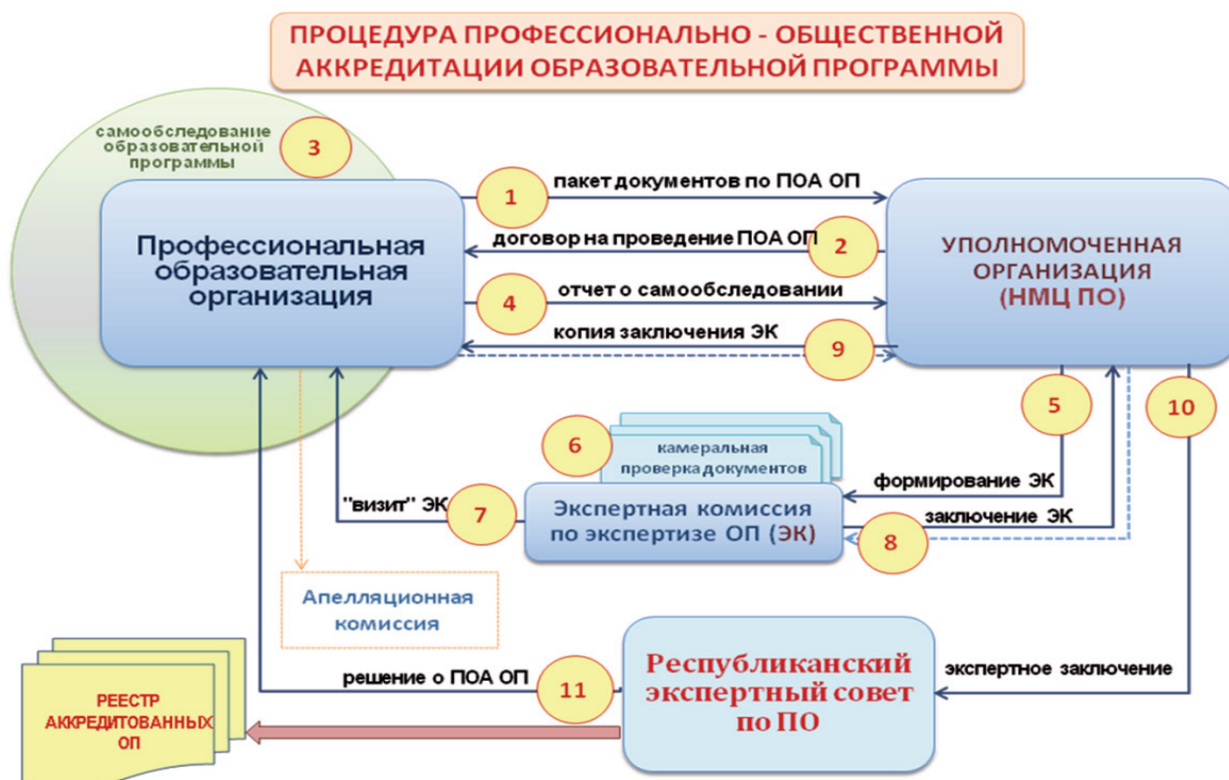 ПРОЦЕДУРА ПРОФЕССИОНАЛЬНО - ОБЩЕСТВЕННОЙ
АККРЕДИТАЦИИ ОБРАЗОВАТЕЛЬНОЙ ПРОГРАММЫ
самообследование
образовательной
программы
3
Профессиональная
образовательная
организация
1
пакет документов по ПОА ОП
договор на проведение ПОА ОП
2
4
отчет о самообследовании
копия заключения ЭК
9
УПОЛНОМОЧЕННАЯ
ОРГАНИЗАЦИЯ
(НМЦ ПО)
5
10
6
камеральная
проверка документов
"визит" ЭК
7
Экспертная комиссия
по экспертизе ОП (ЭК)
формирование ЭК
заключение ЭК
8
Апелляционная
комиссия
решение о ПОА ОП
11
Республиканский
экспертный совет
по ПО
экспертное заключение
РЕЕСТР
АККРЕДИТОВАННЫХ
ОП